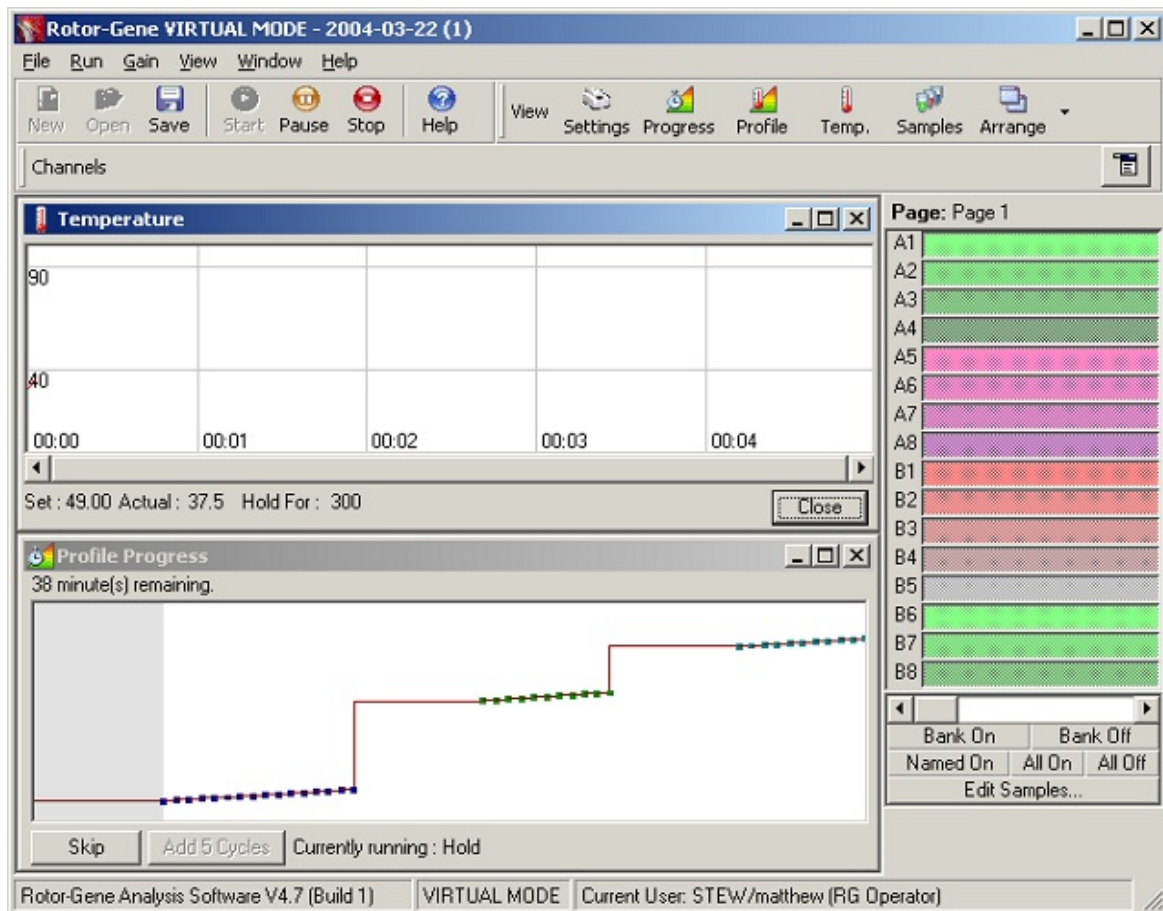 Rotor-Gene VIRTUAL MODE - 2004-03-22 (1)
File Run Gain View Window Help
New Open Save Start Pause Stop Help View Settings Progress Profile Temp. Samples Arrange
Channels
Temperature
90
40
00:00 00:01 00:02 00:03 00:04
Set : 49.00 Actual : 37.5 Hold For : 300
Close
Profile Progress
38 minute(s) remaining.
Skip Add 5 Cycles Currently running : Hold
Page: Page 1
A1
A2
A3
A4
A5
A6
A7
A8
B1
B2
B3
B4
B5
B6
B7
B8
Bank On Bank Off
Named On All On All Off
Edit Samples...
Rotor-Gene Analysis Software V4.7 (Build 1) VIRTUAL MODE Current User: STEW/matthew (RG Operator)